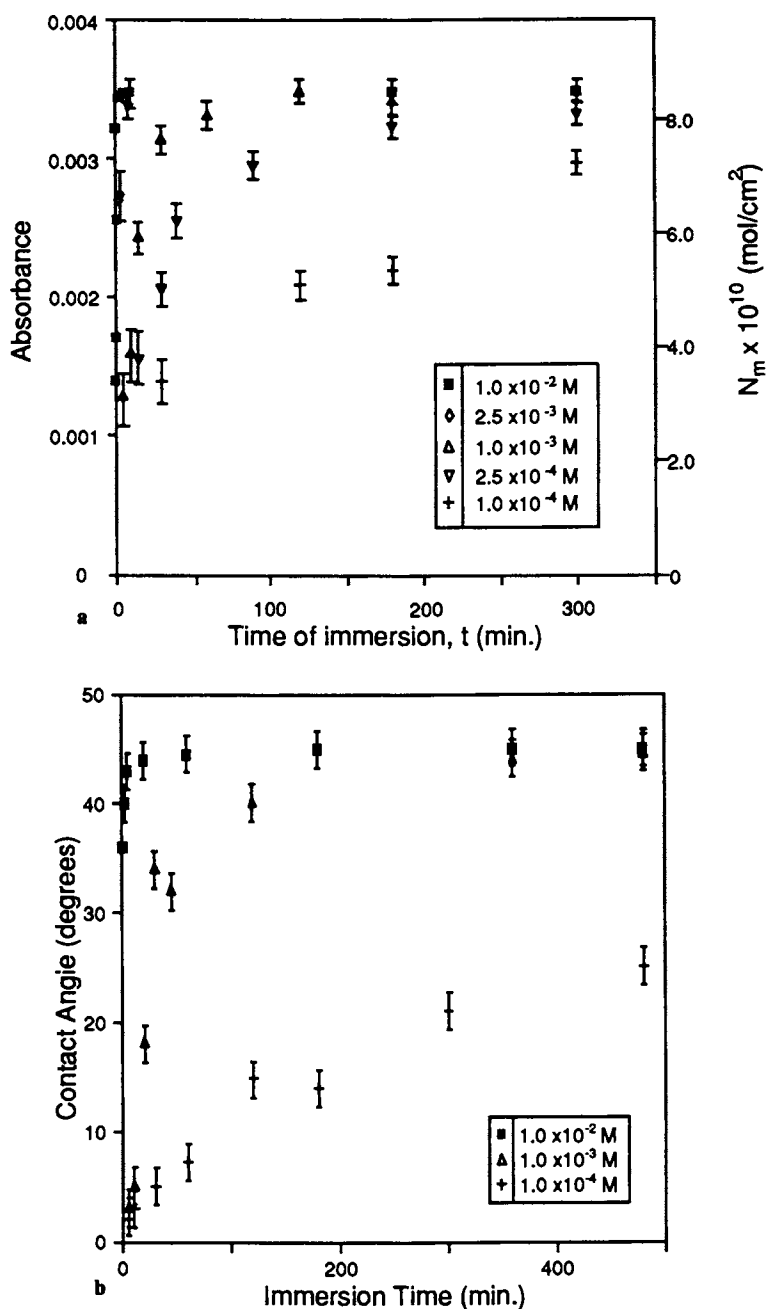 0.004
0.003
0.002
0.001
0
Absorbance
8.0
6.0
4.0
2.0
0
N_m x 10^10 (mol/cm^2)
1.0 x10^-2 M
2.5 x10^-3 M
1.0 x10^-3 M
2.5 x10^-4 M
1.0 x10^-4 M
0 100 200 300
a
Time of immersion, t (min.)
50
40
30
20
10
0
Contact Angle (degrees)
1.0 x10^-2 M
1.0 x10^-3 M
1.0 x10^-4 M
0 200 400
b
Immersion Time (min.)